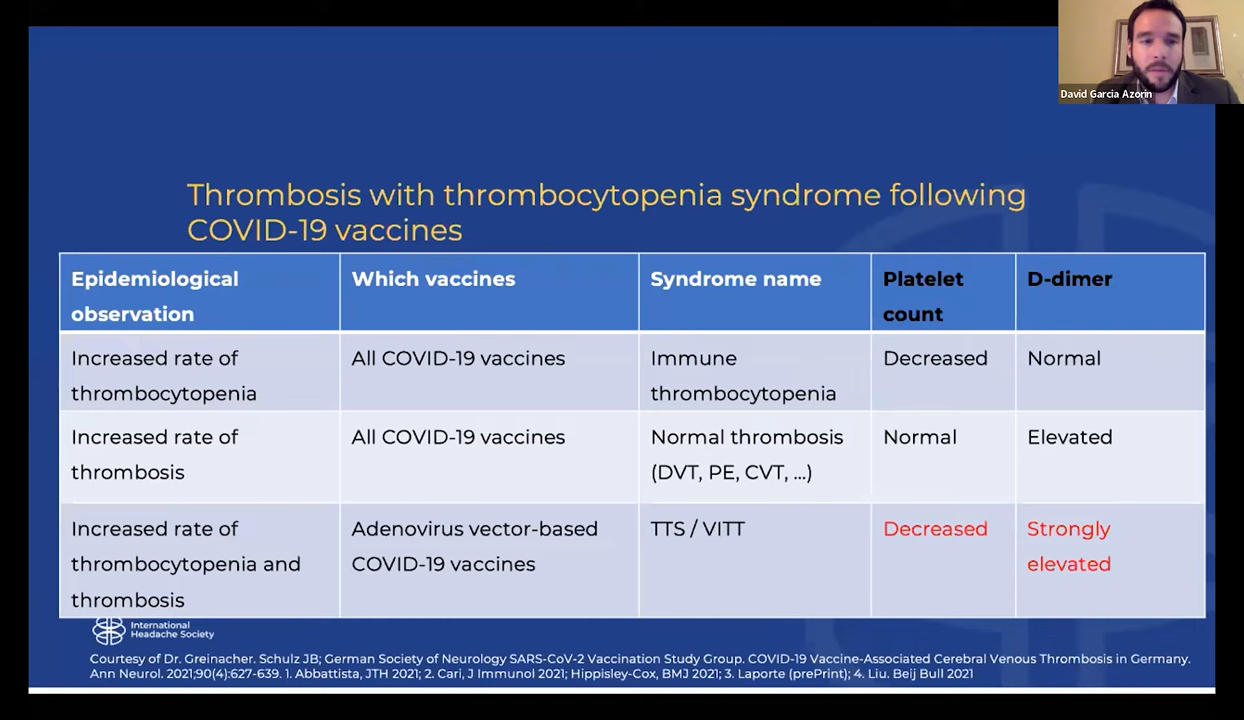 David Garcia Azorin
Thrombosis with thrombocytopenia syndrome following
COVID-19 vaccines
Epidemiological
observation
Which vaccines
Syndrome name
Platelet
count
D-dimer
Increased rate of
thrombocytopenia
All COVID-19 vaccines
Immune
thrombocytopenia
Decreased
Normal
Increased rate of
thrombosis
All COVID-19 vaccines
Normal thrombosis
(DVT, PE, CVT, ...)
Normal
Elevated
Increased rate of
thrombocytopenia and
thrombosis
Adenovirus vector-based
COVID-19 vaccines
TTS / VITT
Decreased
Strongly
elevated
International
Headache Society
Courtesy of Dr. Greinacher. Schulz JB; German Society of Neurology SARS-CoV-2 Vaccination Study Group. COVID-19 Vaccine-Associated Cerebral Venous Thrombosis in Germany.
Ann Neurol. 2021;90(4):627-639. 1. Abbattista, JTH 2021; 2. Cari, J Immunol 2021; Hippisley-Cox, BMJ 2021; 3. Laporte (prePrint); 4. Liu. Beij Bull 2021